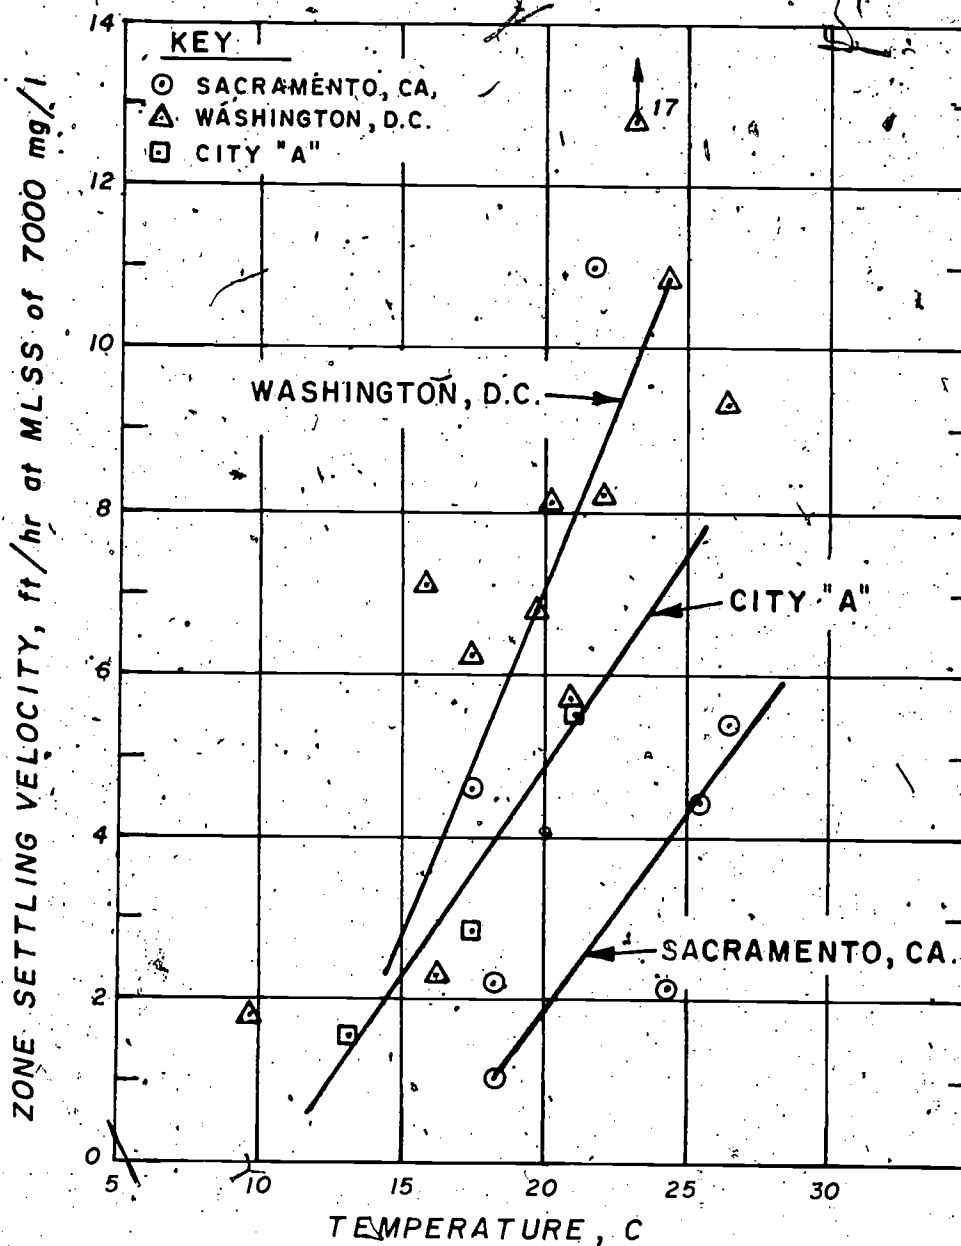 KEY
SACRAMENTO, CA,
WASHINGTON, D.C.
CITY "A"
17
14
12
10
8
6
4
2
0
WASHINGTON, D.C.
CITY "A"
SACRAMENTO, CA.
5
10
15
20
25
30
TEMPERATURE, C
ZONE SETTLING VELOCITY, ft/hr at MLSS of 7000 mg/l